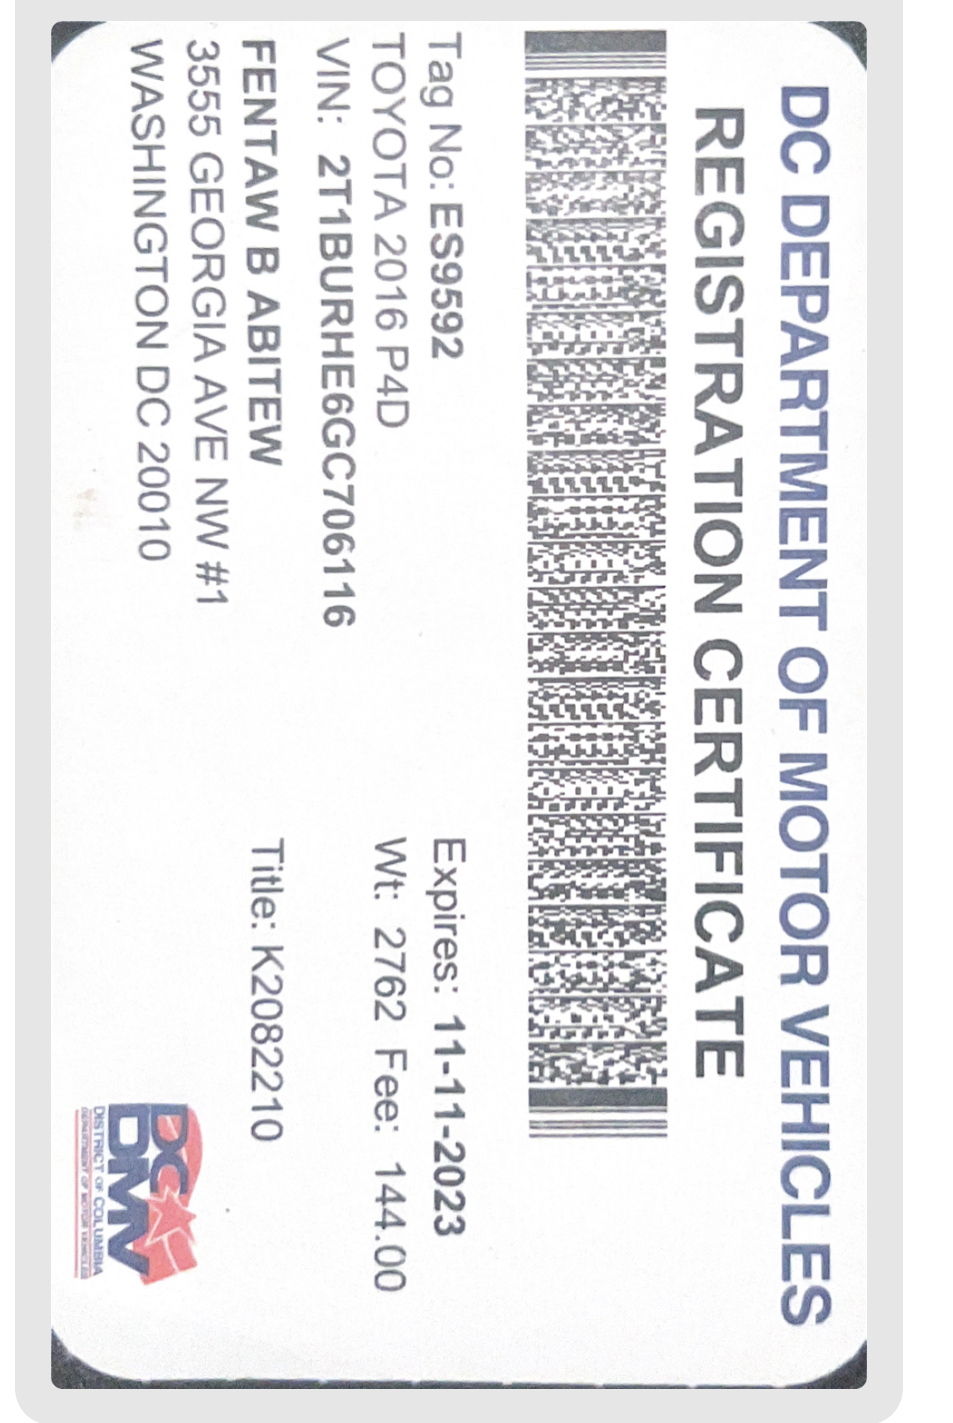 DC DEPARTMENT OF MOTOR VEHICLES
REGISTRATION CERTIFICATE
Tag No: ES9592 Expires: 11-11-2023
TOYOTA 2016 P4D Wt: 2762 Fee: 144.00
VIN: 2T1BURHE6GC706116
FENTAW B ABITEW Title: K2082210
3555 GEORGIA AVE NW #1
WASHINGTON DC 20010
DC
DMV
DISTRICT OF COLUMBIA
DEPARTMENT OF MOTOR VEHICLES